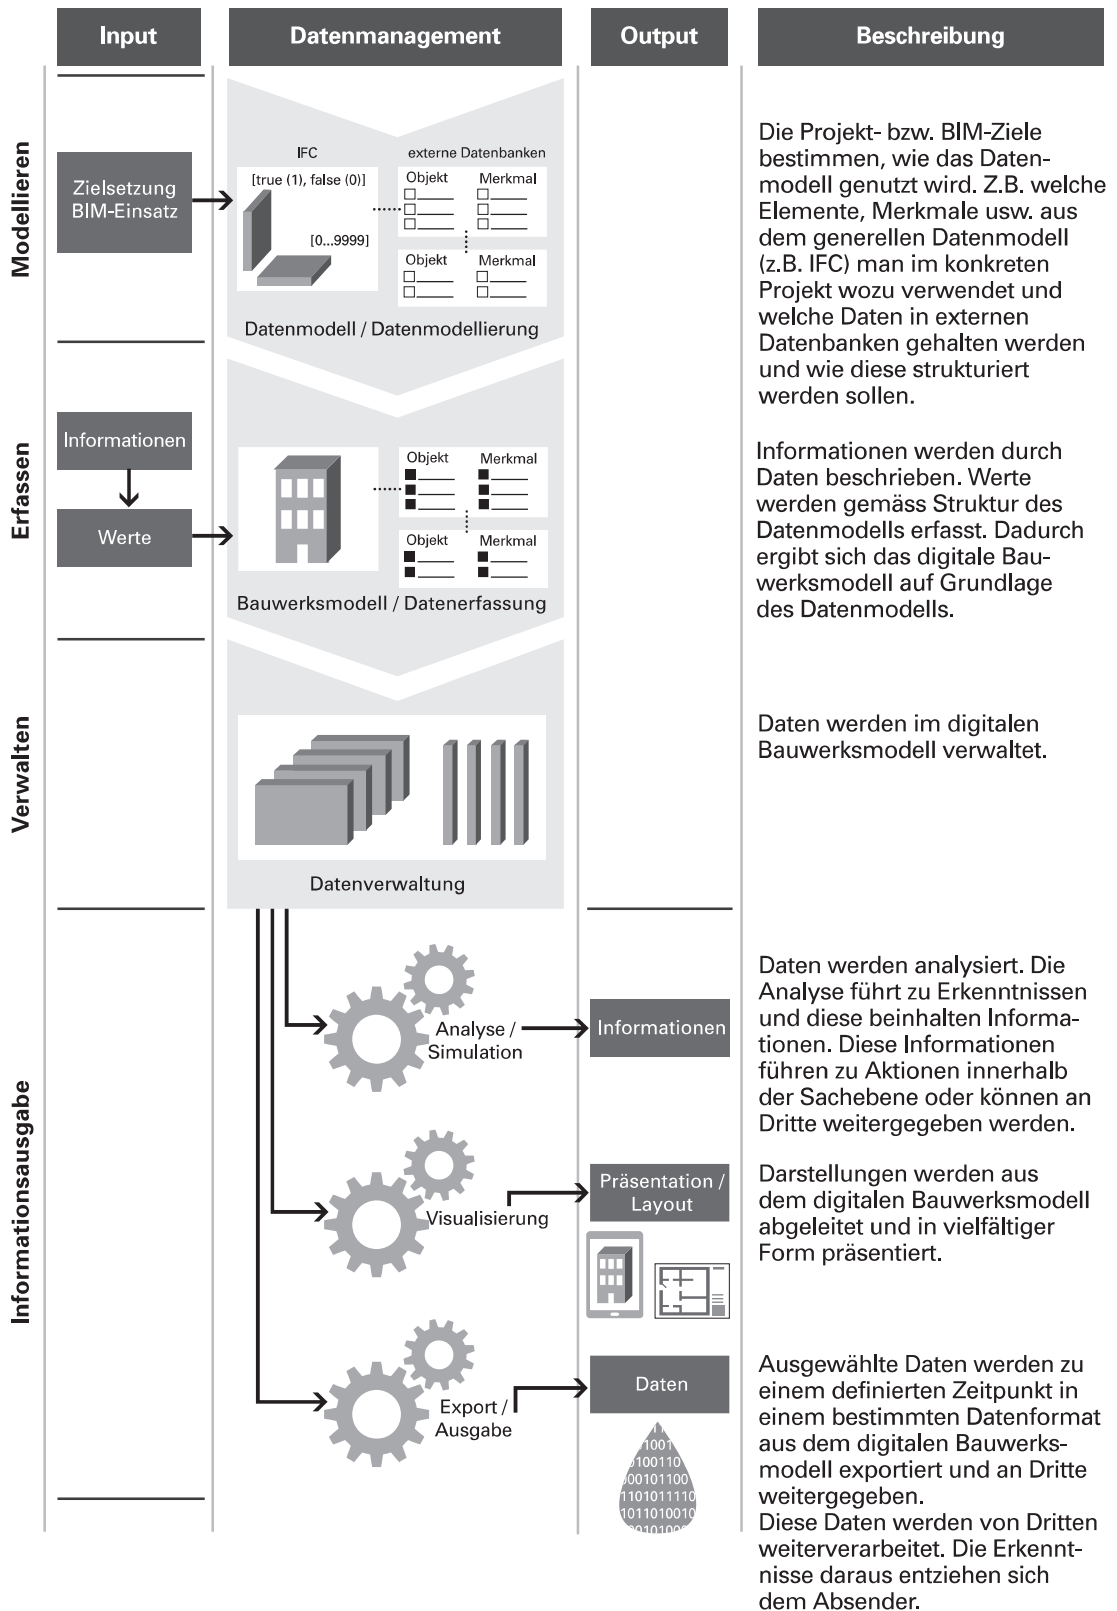 Input
Datenmanagement
Output
Beschreibung
Modellieren
Zielsetzung
BIM-Einsatz
IFC
[true (1), false (0)]
[0...9999]
externe Datenbanken
Objekt
Merkmal
Objekt
Merkmal
Datenmodell / Datenmodellierung
Die Projekt- bzw. BIM-Ziele
bestimmen, wie das Daten-
modell genutzt wird. Z.B. welche
Elemente, Merkmale usw. aus
dem generellen Datenmodell
(z.B. IFC) man im konkreten
Projekt wozu verwendet und
welche Daten in externen
Datenbanken gehalten werden
und wie diese strukturiert
werden sollen.
Erfassen
Informationen
Werte
Objekt
Merkmal
Objekt
Merkmal
Bauwerksmodell / Datenerfassung
Informationen werden durch
Daten beschrieben. Werte
werden gemäss Struktur des
Datenmodells erfasst. Dadurch
ergibt sich das digitale Bau-
werksmodell auf Grundlage
des Datenmodells.
Verwalten
Datenverwaltung
Daten werden im digitalen
Bauwerksmodell verwaltet.
Informationsausgabe
Analyse /
Simulation
Informationen
Daten werden analysiert. Die
Analyse führt zu Erkenntnissen
und diese beinhalten Informa-
tionen. Diese Informationen
führen zu Aktionen innerhalb
der Sachebene oder können an
Dritte weitergegeben werden.
Visualisierung
Präsentation /
Layout
Darstellungen werden aus
dem digitalen Bauwerksmodell
abgeleitet und in vielfältiger
Form präsentiert.
Export /
Ausgabe
Daten
Ausgewählte Daten werden zu
einem definierten Zeitpunkt in
einem bestimmten Datenformat
aus dem digitalen Bauwerks-
modell exportiert und an Dritte
weitergegeben.
Diese Daten werden von Dritten
weiterverarbeitet. Die Erkennt-
nisse daraus entziehen sich
dem Absender.